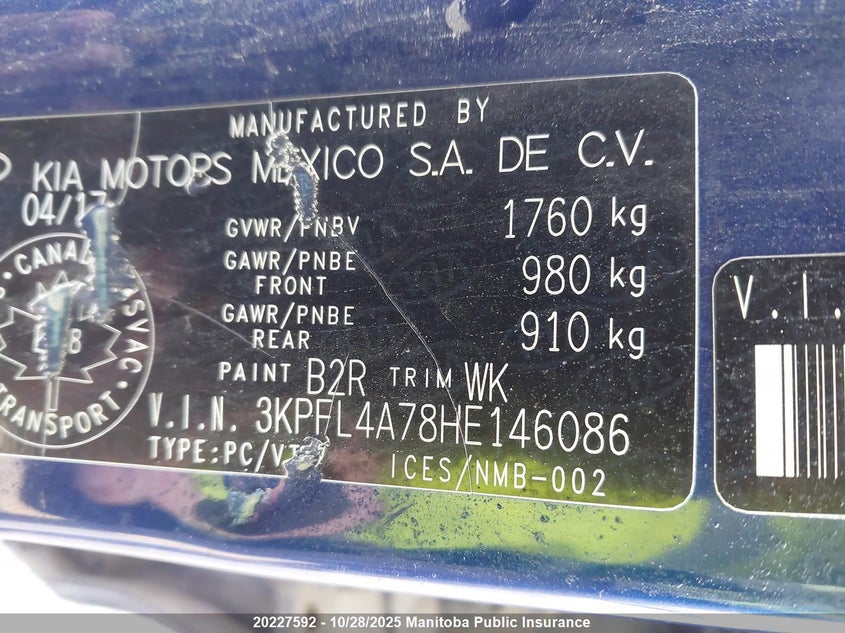 MANUFACTURED BY
KIA MOTORS MEXICO S.A. DE C.V.
04/17
GVWR/PNBV 1760 kg
GAWR/PNBE FRONT 980 kg
GAWR/PNBE REAR 910 kg
PAINT B2R TRIM WK
V.I.N. 3KPFL4A78HE146086
TYPE:PC/VT
ICES/NMB-002
CANADA
TRANSPORT
V.I.
20227592 - 10/28/2025 Manitoba Public Insurance